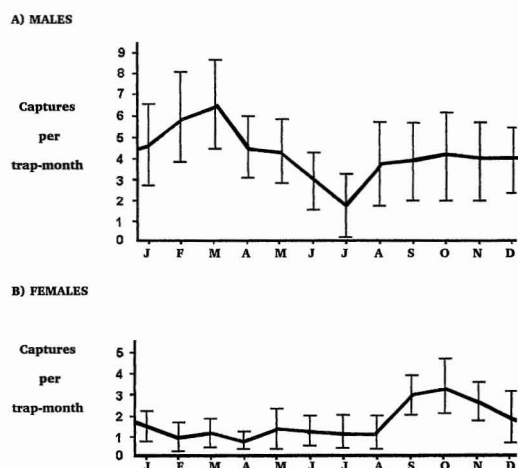 A) MALES
Captures
per
trap-month
9
8
7
6
5
4
3
2
1
0
J F M A M J J A S O N D
B) FEMALES
Captures
per
trap-month
5
4
3
2
1
0
J F M A M J J A S O N D